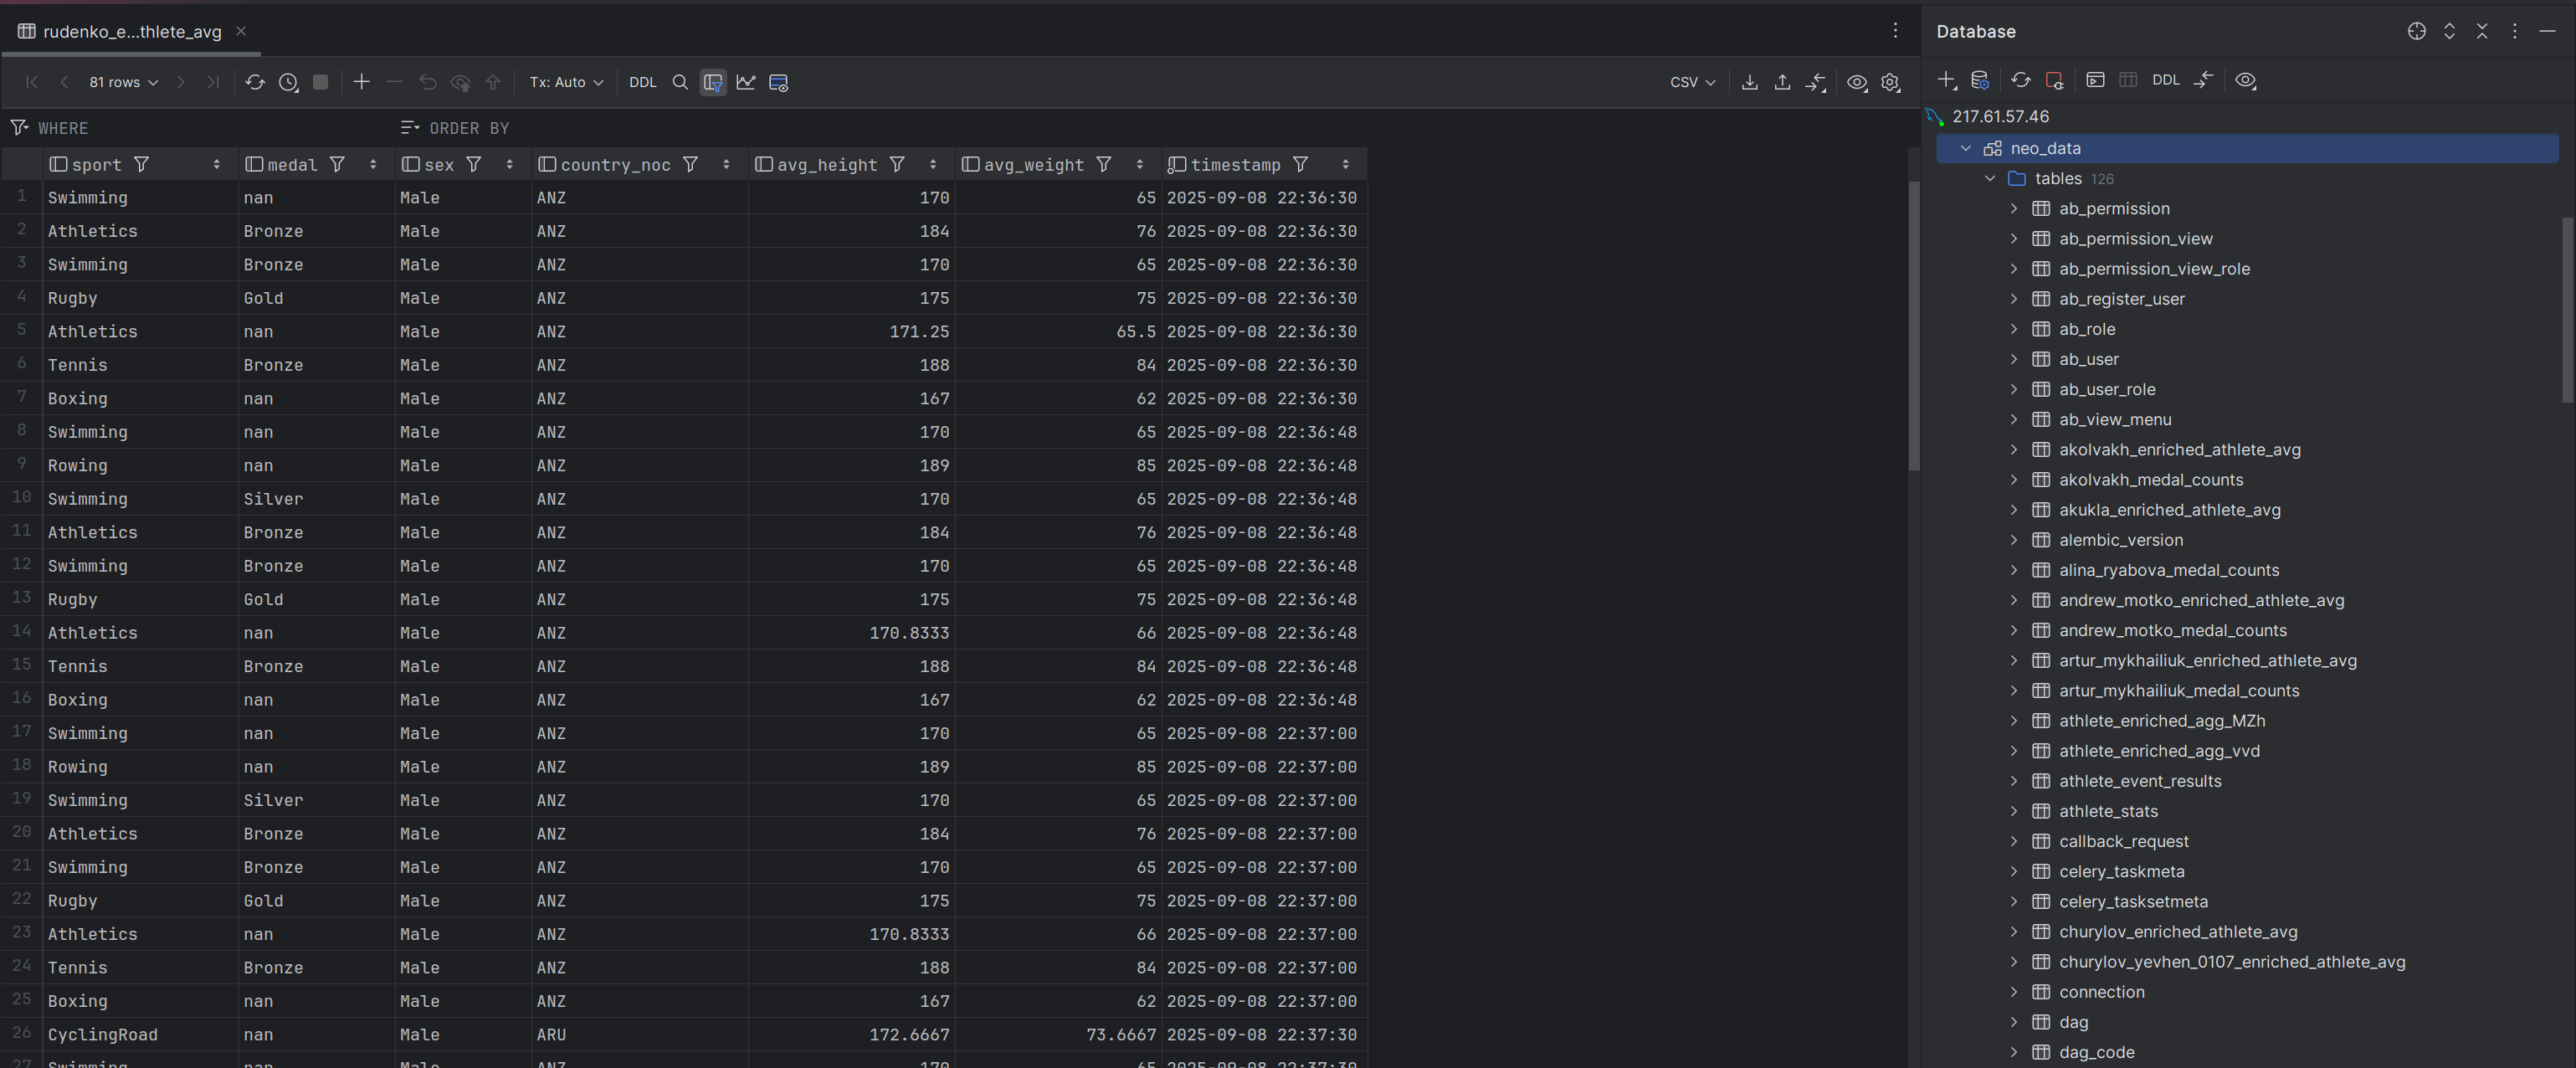 rudenko_e...thlete_avg
81 rows
Tx: Auto
DDL
CSV
WHERE
ORDER BY
sport medal sex country_noc avg_height avg_weight timestamp
1 Swimming nan Male ANZ 170 65 2025-09-08 22:36:30
2 Athletics Bronze Male ANZ 184 76 2025-09-08 22:36:30
3 Swimming Bronze Male ANZ 170 65 2025-09-08 22:36:30
4 Rugby Gold Male ANZ 175 75 2025-09-08 22:36:30
5 Athletics nan Male ANZ 171.25 65.5 2025-09-08 22:36:30
6 Tennis Bronze Male ANZ 188 84 2025-09-08 22:36:30
7 Boxing nan Male ANZ 167 62 2025-09-08 22:36:30
8 Swimming nan Male ANZ 170 65 2025-09-08 22:36:48
9 Rowing nan Male ANZ 189 85 2025-09-08 22:36:48
10 Swimming Silver Male ANZ 170 65 2025-09-08 22:36:48
11 Athletics Bronze Male ANZ 184 76 2025-09-08 22:36:48
12 Swimming Bronze Male ANZ 170 65 2025-09-08 22:36:48
13 Rugby Gold Male ANZ 175 75 2025-09-08 22:36:48
14 Athletics nan Male ANZ 170.8333 66 2025-09-08 22:36:48
15 Tennis Bronze Male ANZ 188 84 2025-09-08 22:36:48
16 Boxing nan Male ANZ 167 62 2025-09-08 22:36:48
17 Swimming nan Male ANZ 170 65 2025-09-08 22:37:00
18 Rowing nan Male ANZ 189 85 2025-09-08 22:37:00
19 Swimming Silver Male ANZ 170 65 2025-09-08 22:37:00
20 Athletics Bronze Male ANZ 184 76 2025-09-08 22:37:00
21 Swimming Bronze Male ANZ 170 65 2025-09-08 22:37:00
22 Rugby Gold Male ANZ 175 75 2025-09-08 22:37:00
23 Athletics nan Male ANZ 170.8333 66 2025-09-08 22:37:00
24 Tennis Bronze Male ANZ 188 84 2025-09-08 22:37:00
25 Boxing nan Male ANZ 167 62 2025-09-08 22:37:00
26 CyclingRoad nan Male ARU 172.6667 73.6667 2025-09-08 22:37:30
27 Swimming nan Male ANZ 170 65 2025-09-08 22:37:30
Database
DDL
217.61.57.46
neo_data
tables 126
ab_permission
ab_permission_view
ab_permission_view_role
ab_register_user
ab_role
ab_user
ab_user_role
ab_view_menu
akolvakh_enriched_athlete_avg
akolvakh_medal_counts
akukla_enriched_athlete_avg
alembic_version
alina_ryabova_medal_counts
andrew_motko_enriched_athlete_avg
andrew_motko_medal_counts
artur_mykhailiuk_enriched_athlete_avg
artur_mykhailiuk_medal_counts
athlete_enriched_agg_MZh
athlete_enriched_agg_vvd
athlete_event_results
athlete_stats
callback_request
celery_taskmeta
celery_tasksetmeta
churylov_enriched_athlete_avg
churylov_yevhen_0107_enriched_athlete_avg
connection
dag
dag_code